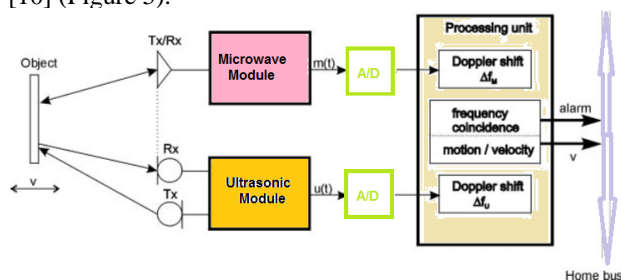 [10] (Figure 3).
Object
Tx/Rx
Microwave
Module
m(t)
A/D
Processing unit
Doppler shift
Δf_M
frequency
coincidence
motion / velocity
alarm
v
Rx
Tx
Ultrasonic
Module
u(t)
A/D
Doppler shift
Δf_U
v
Home bus